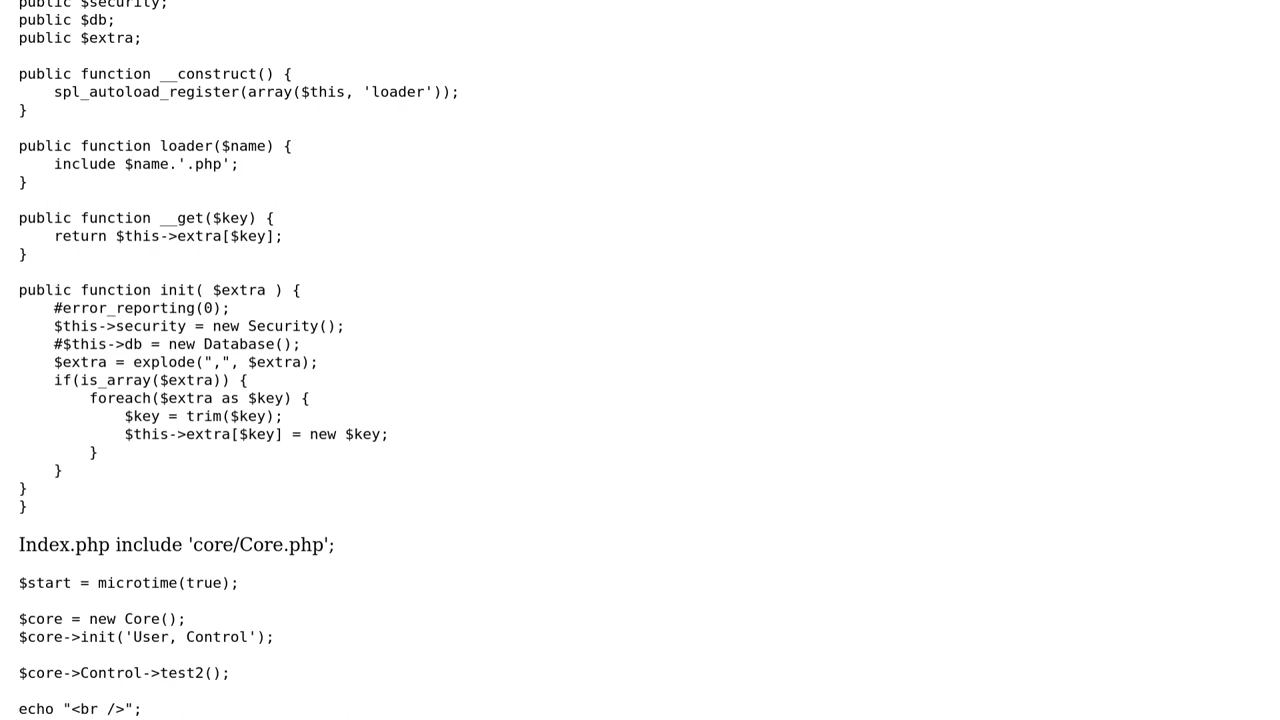 public $security;
public $db;
public $extra;
public function __construct() {
    spl_autoload_register(array($this, 'loader'));
}
public function loader($name) {
    include $name.'.php';
}
public function __get($key) {
    return $this->extra[$key];
}
public function init( $extra ) {
    #error_reporting(0);
    $this->security = new Security();
    #$this->db = new Database();
    $extra = explode(",", $extra);
    if(is_array($extra)) {
        foreach($extra as $key) {
            $key = trim($key);
            $this->extra[$key] = new $key;
        }
    }
}
}
Index.php include 'core/Core.php';
$start = microtime(true);
$core = new Core();
$core->init('User, Control');
$core->Control->test2();
echo "<br />";